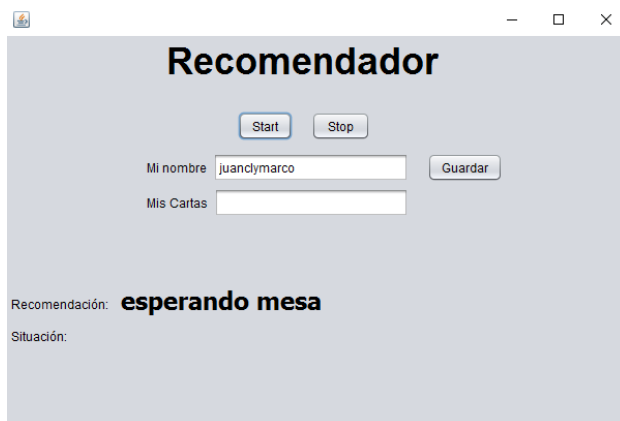 Recomendador
Start Stop
Mi nombre juanclymarco Guardar
Mis Cartas
Recomendación: esperando mesa
Situación: